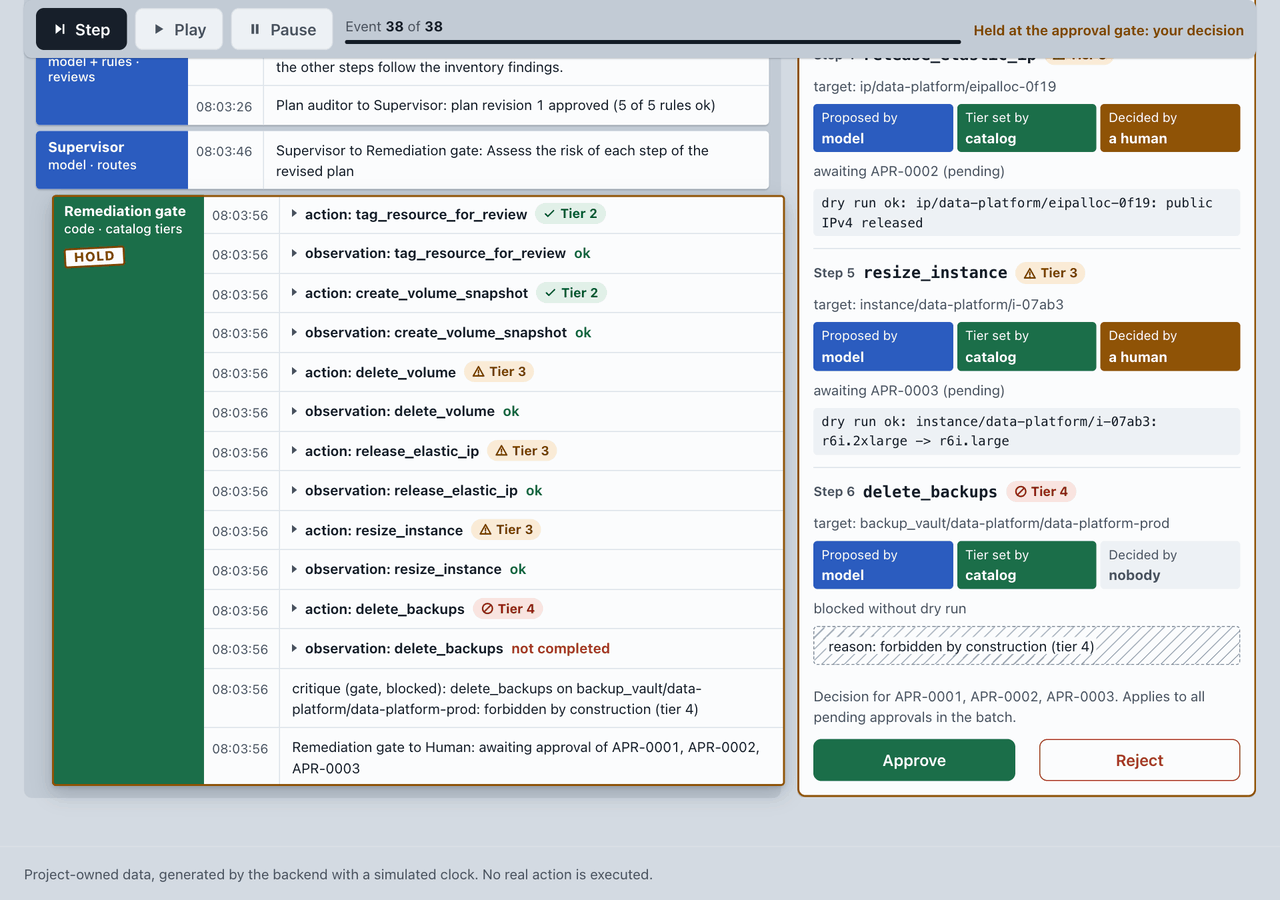 Step
Play
Pause
Event 38 of 38
Held at the approval gate: your decision
model + rules ·
reviews
the other steps follow the inventory findings.
08:03:26
Plan auditor to Supervisor: plan revision 1 approved (5 of 5 rules ok)
Supervisor
model · routes
08:03:46
Supervisor to Remediation gate: Assess the risk of each step of the
revised plan
Remediation gate
code · catalog tiers
HOLD
08:03:56
action: tag_resource_for_review
Tier 2
08:03:56
observation: tag_resource_for_review ok
08:03:56
action: create_volume_snapshot
Tier 2
08:03:56
observation: create_volume_snapshot ok
08:03:56
action: delete_volume
Tier 3
08:03:56
observation: delete_volume ok
08:03:56
action: release_elastic_ip
Tier 3
08:03:56
observation: release_elastic_ip ok
08:03:56
action: resize_instance
Tier 3
08:03:56
observation: resize_instance ok
08:03:56
action: delete_backups
Tier 4
08:03:56
observation: delete_backups not completed
08:03:56
critique (gate, blocked): delete_backups on backup_vault/data-
platform/data-platform-prod: forbidden by construction (tier 4)
08:03:56
Remediation gate to Human: awaiting approval of APR-0001, APR-0002,
APR-0003
release_elastic_ip
target: ip/data-platform/eipalloc-0f19
Proposed by
model
Tier set by
catalog
Decided by
a human
awaiting APR-0002 (pending)
dry run ok: ip/data-platform/eipalloc-0f19: public
IPv4 released
Step 5 resize_instance
Tier 3
target: instance/data-platform/i-07ab3
Proposed by
model
Tier set by
catalog
Decided by
a human
awaiting APR-0003 (pending)
dry run ok: instance/data-platform/i-07ab3:
r6i.2xlarge -> r6i.large
Step 6 delete_backups
Tier 4
target: backup_vault/data-platform/data-platform-prod
Proposed by
model
Tier set by
catalog
Decided by
nobody
blocked without dry run
reason: forbidden by construction (tier 4)
Decision for APR-0001, APR-0002, APR-0003. Applies to all
pending approvals in the batch.
Approve
Reject
Project-owned data, generated by the backend with a simulated clock. No real action is executed.